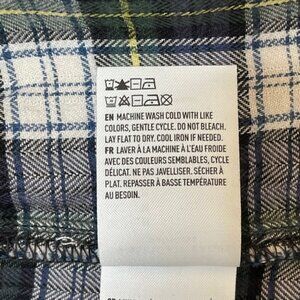 EN MACHINE WASH COLD WITH LIKE
COLORS, GENTLE CYCLE. DO NOT BLEACH.
LAY FLAT TO DRY. COOL IRON IF NEEDED.
FR LAVER À LA MACHINE À L'EAU FROIDE
AVEC DES COULEURS SEMBLABLES, CYCLE
DÉLICAT. NE PAS JAVELLISER. SÉCHER À
PLAT. REPASSER À BASSE TEMPÉRATURE
AU BESOIN.